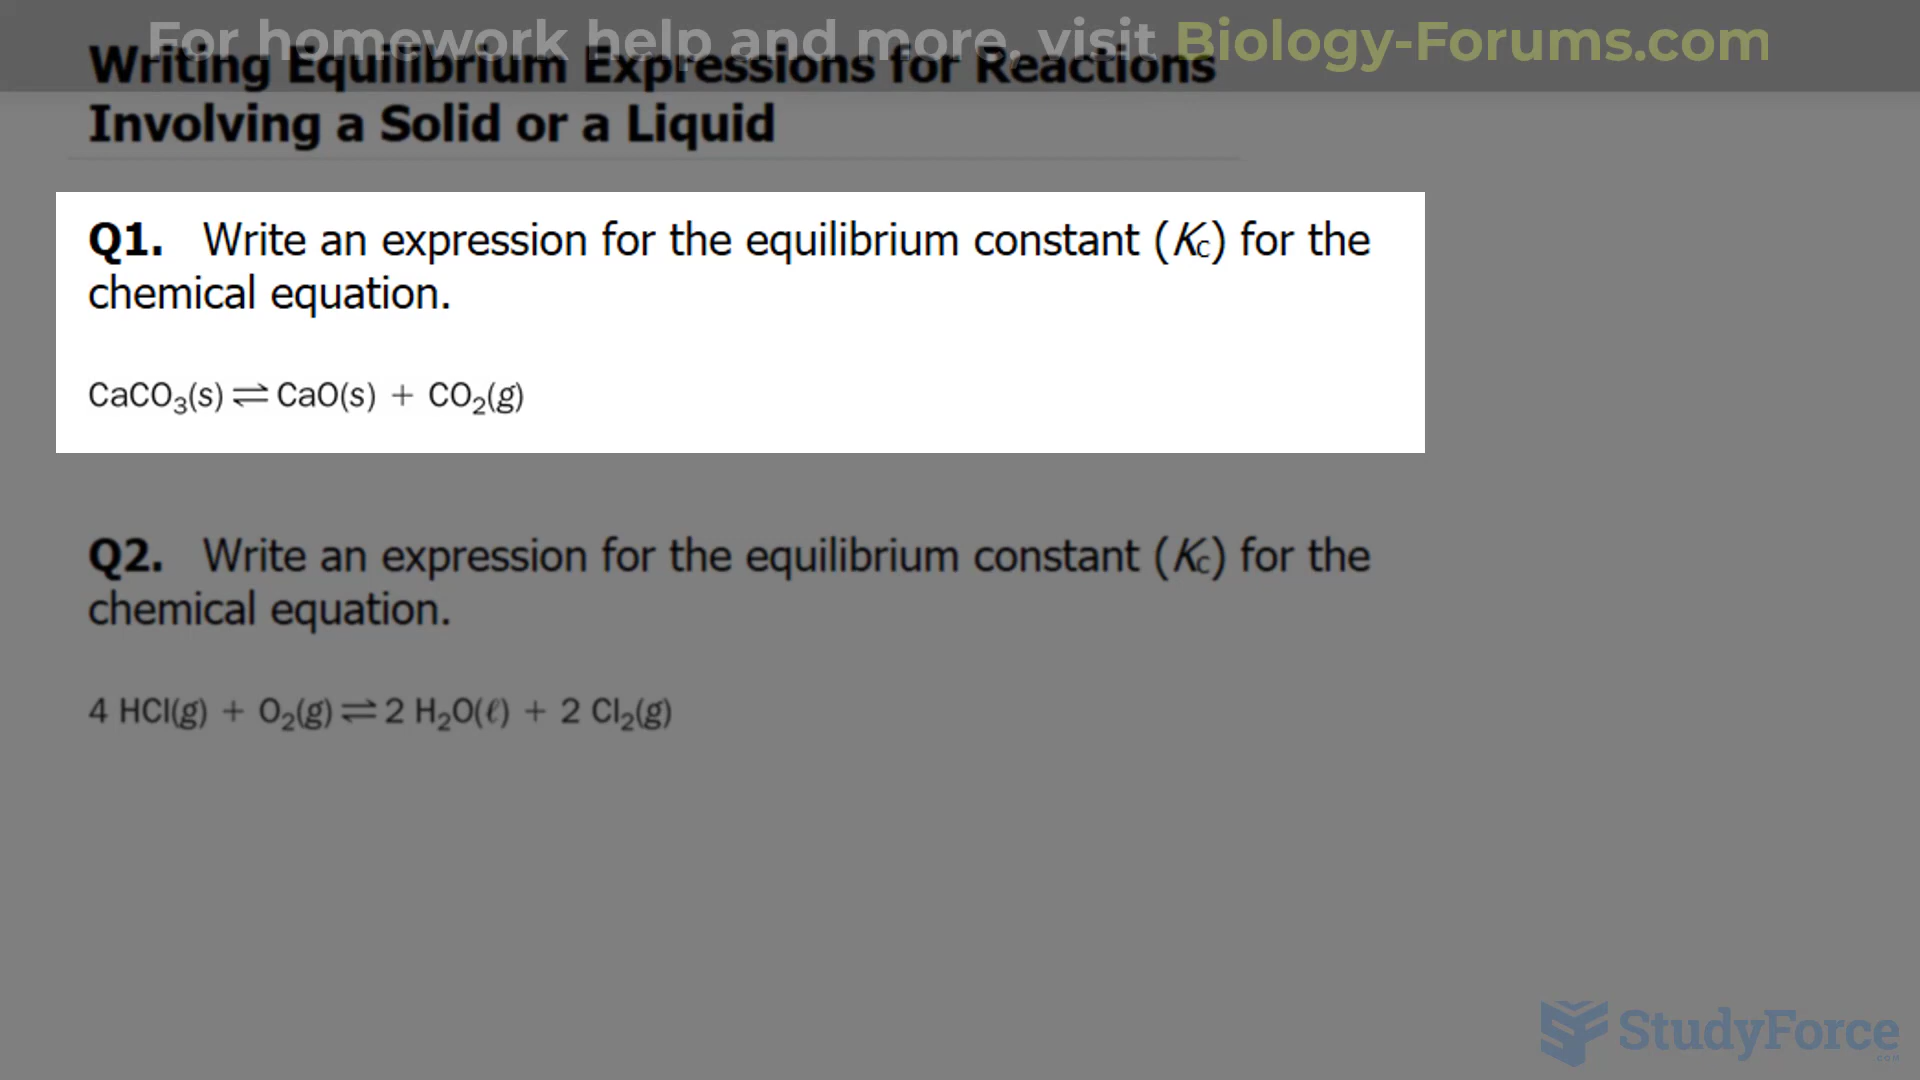 For homework help and more, visit Biology-Forums.com
Writing Equilibrium Expressions for Reactions
Involving a Solid or a Liquid
Q1. Write an expression for the equilibrium constant (Kc) for the
chemical equation.
CaCO₃(s) ⇌ CaO(s) + CO₂(g)
Q2. Write an expression for the equilibrium constant (Kc) for the
chemical equation.
4 HCl(g) + O₂(g) ⇌ 2 H₂O(ℓ) + 2 Cl₂(g)
StudyForce
.com